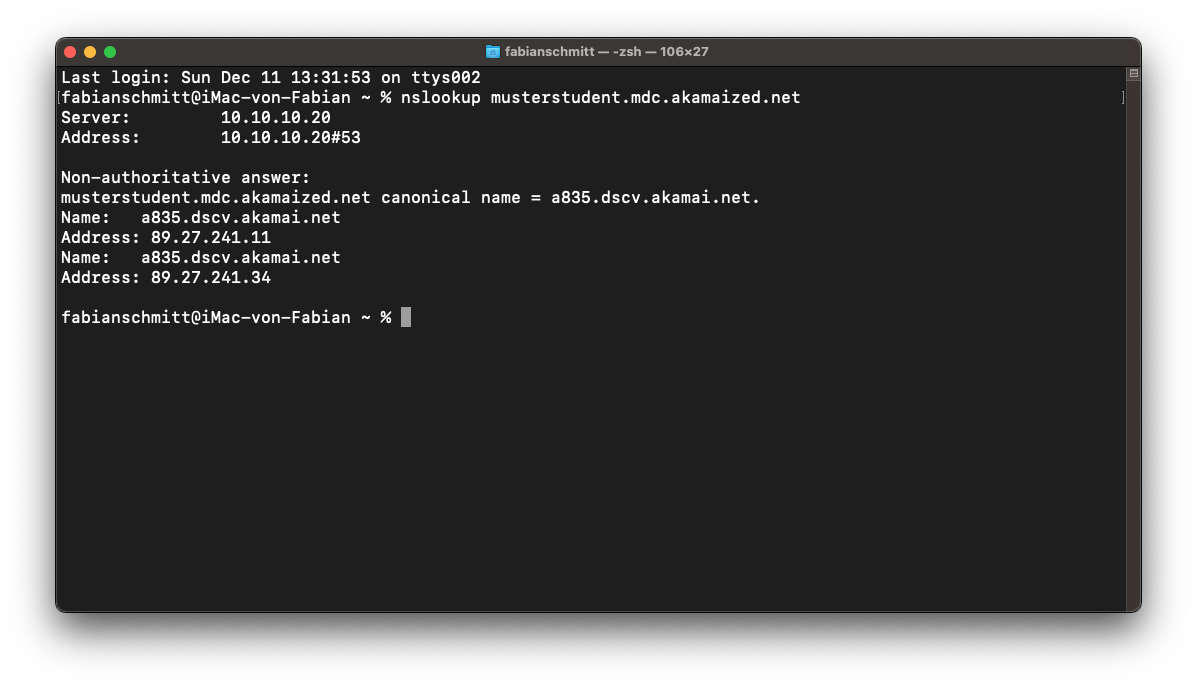 fabianschmitt — -zsh — 106×27
Last login: Sun Dec 11 13:31:53 on ttys002
[fabianschmitt@iMac-von-Fabian ~ % nslookup musterstudent.mdc.akamaized.net ]
Server:         10.10.10.20
Address:        10.10.10.20#53

Non-authoritative answer:
musterstudent.mdc.akamaized.net canonical name = a835.dscv.akamai.net.
Name:   a835.dscv.akamai.net
Address: 89.27.241.11
Name:   a835.dscv.akamai.net
Address: 89.27.241.34

fabianschmitt@iMac-von-Fabian ~ %